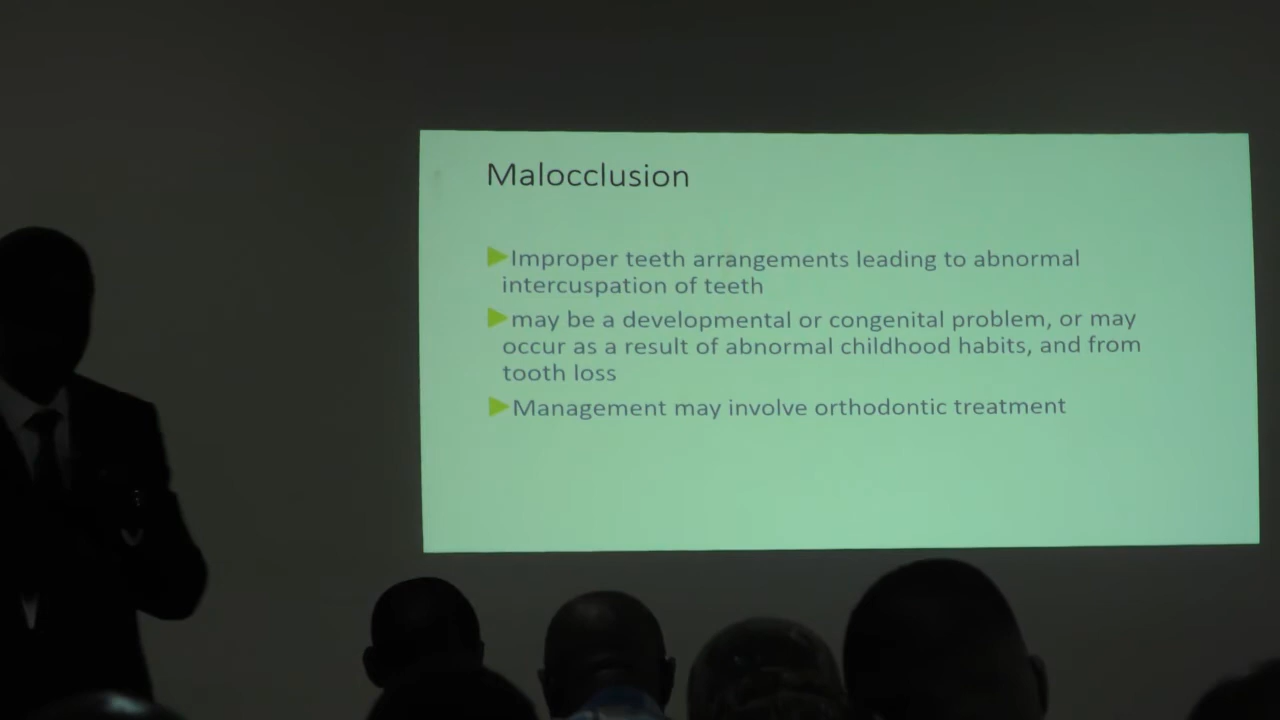 Malocclusion
Improper teeth arrangements leading to abnormal
intercuspation of teeth
may be a developmental or congenital problem, or may
occur as a result of abnormal childhood habits, and from
tooth loss
Management may involve orthodontic treatment